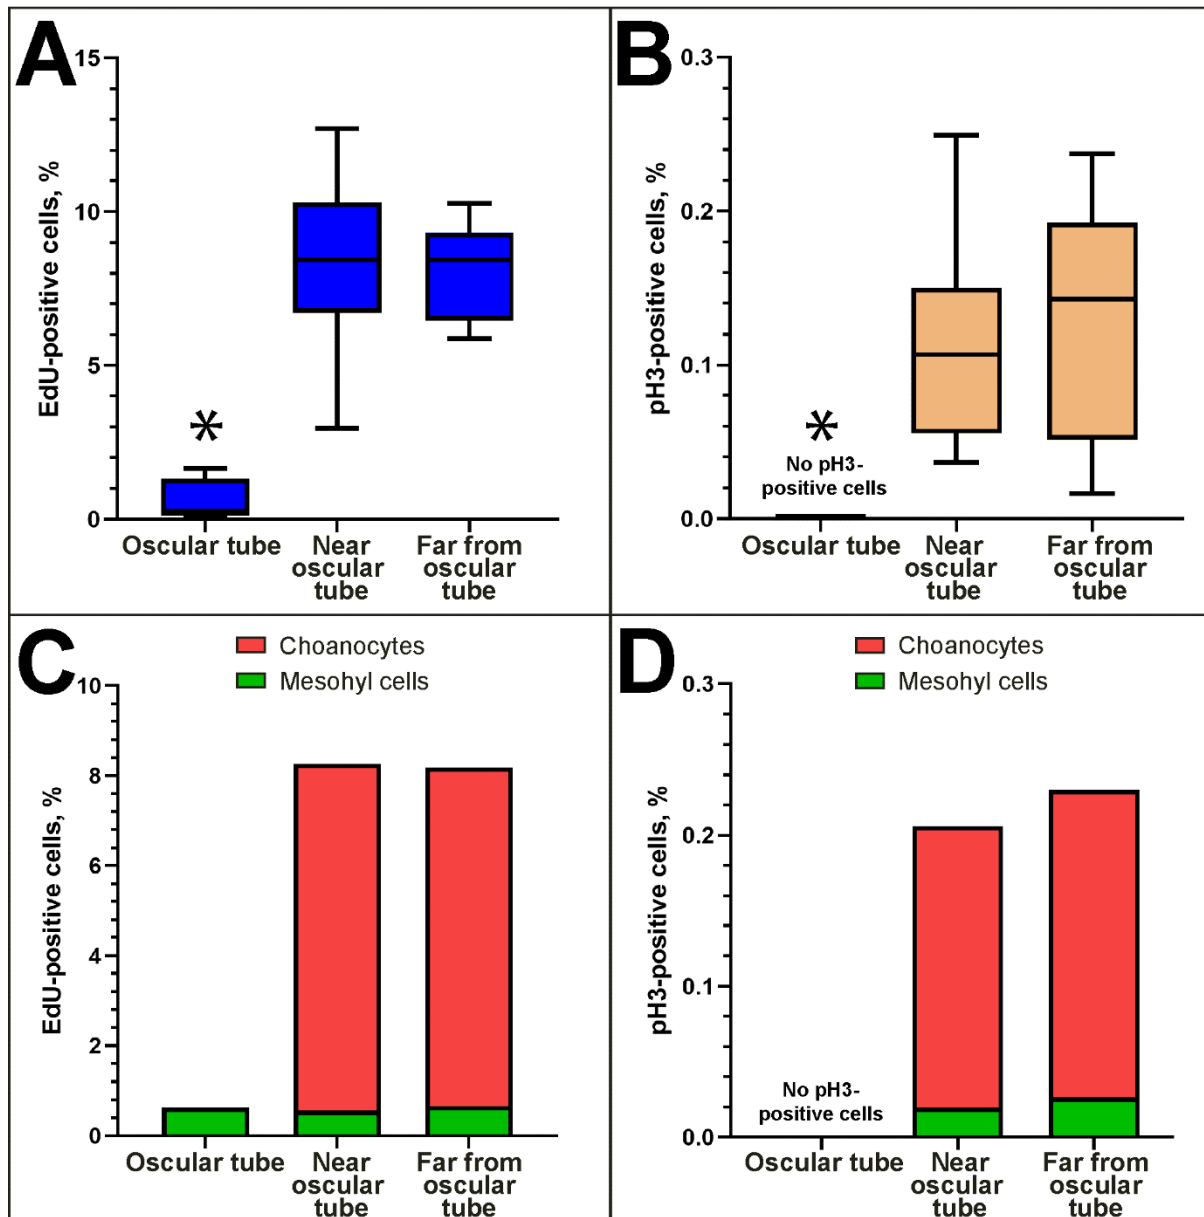 A
EdU-positive cells, %
15
10
5
0
*
Oscular tube
Near
oscular
tube
Far from
oscular
tube
B
pH3-positive cells, %
0.3
0.2
0.1
0.0
*
No pH3-
positive cells
Oscular tube
Near
oscular
tube
Far from
oscular
tube
C
Choanocytes
Mesohyl cells
EdU-positive cells, %
10
8
6
4
2
0
Oscular tube
Near
oscular
tube
Far from
oscular
tube
D
Choanocytes
Mesohyl cells
pH3-positive cells, %
0.3
0.2
0.1
0.0
No pH3-
positive cells
Oscular tube
Near
oscular
tube
Far from
oscular
tube